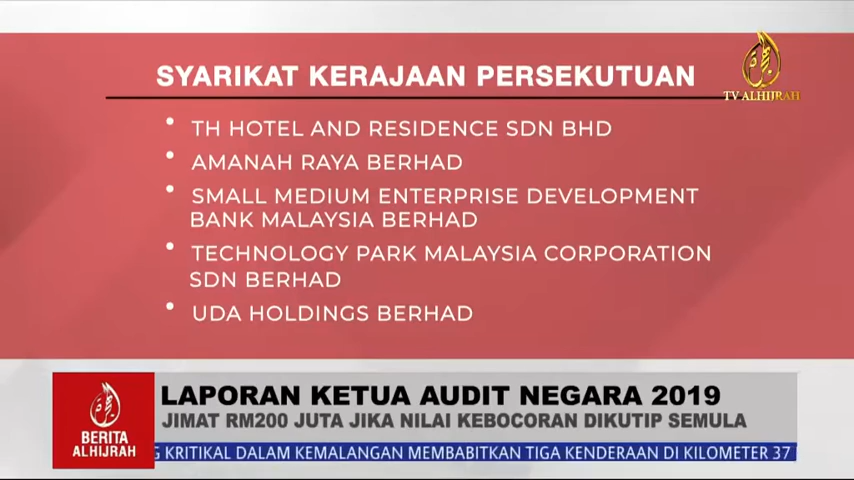 SYARIKAT KERAJAAN PERSEKUTUAN
TV ALHIJRAH
• TH HOTEL AND RESIDENCE SDN BHD
• AMANAH RAYA BERHAD
• SMALL MEDIUM ENTERPRISE DEVELOPMENT
BANK MALAYSIA BERHAD
• TECHNOLOGY PARK MALAYSIA CORPORATION
SDN BERHAD
• UDA HOLDINGS BERHAD
LAPORAN KETUA AUDIT NEGARA 2019
JIMAT RM200 JUTA JIKA NILAI KEBOCORAN DIKUTIP SEMULA
BERITA
ALHIJRAH
G KRITIKAL DALAM KEMALANGAN MEMBABITKAN TIGA KENDERAAN DI KILOMETER 37